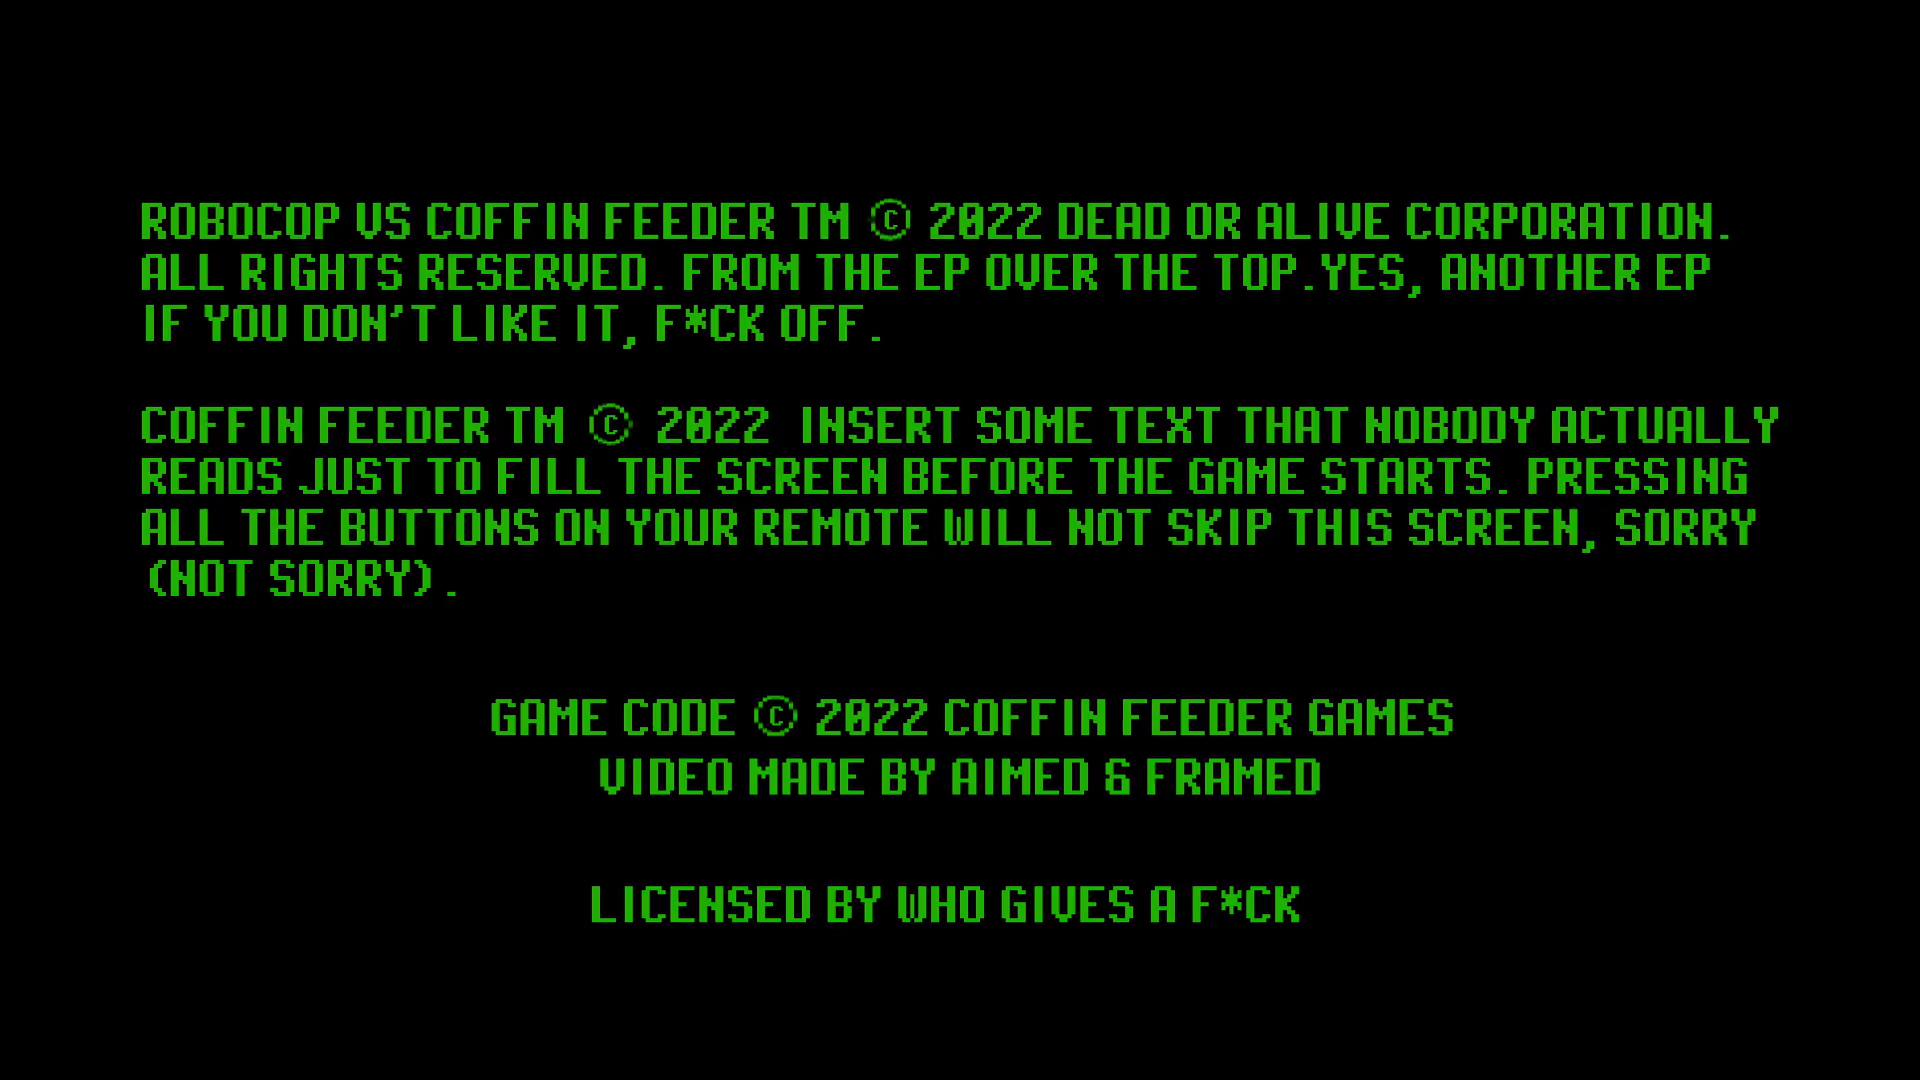 ROBOCOP VS COFFIN FEEDER TM © 2022 DEAD OR ALIVE CORPORATION.
ALL RIGHTS RESERVED. FROM THE EP OVER THE TOP.YES, ANOTHER EP
IF YOU DON'T LIKE IT, F*CK OFF.
COFFIN FEEDER TM © 2022 INSERT SOME TEXT THAT NOBODY ACTUALLY
READS JUST TO FILL THE SCREEN BEFORE THE GAME STARTS. PRESSING
ALL THE BUTTONS ON YOUR REMOTE WILL NOT SKIP THIS SCREEN, SORRY
(NOT SORRY).
GAME CODE © 2022 COFFIN FEEDER GAMES
VIDEO MADE BY AIMED & FRAMED
LICENSED BY WHO GIVES A F*CK